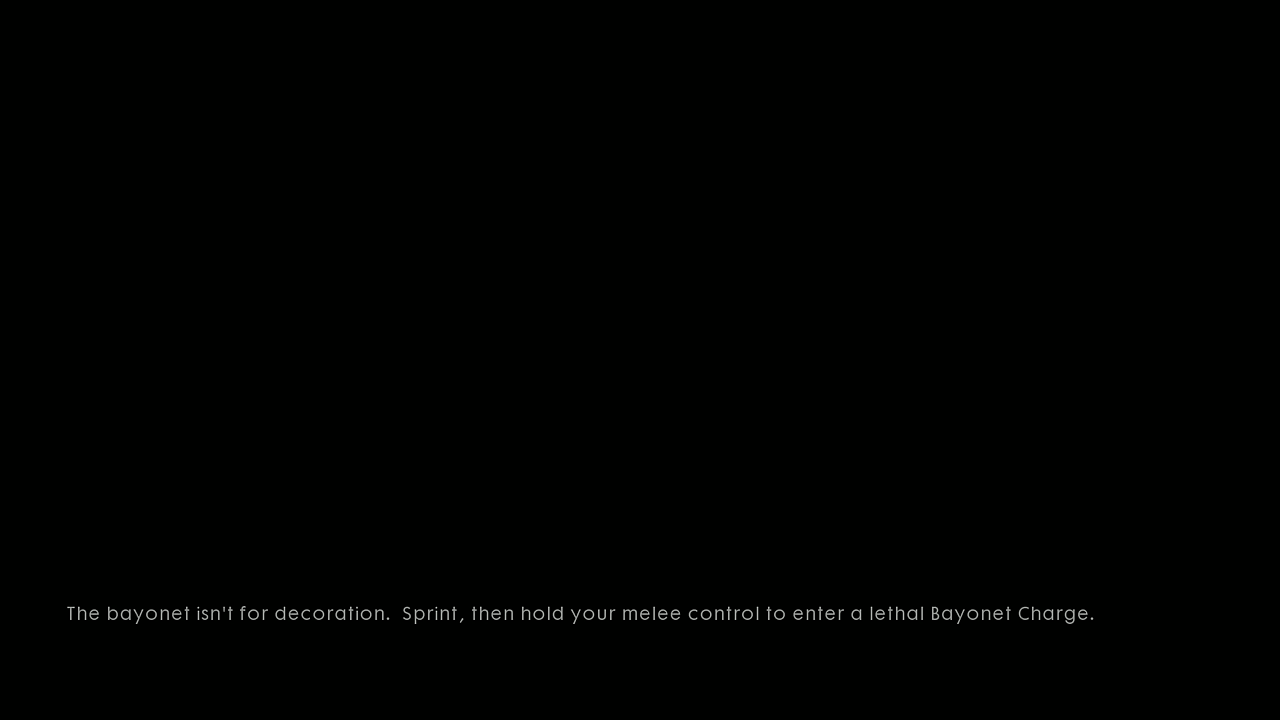 The bayonet isn't for decoration.  Sprint, then hold your melee control to enter a lethal Bayonet Charge.